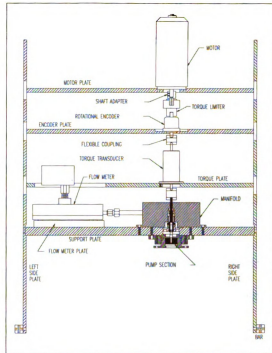 MOTOR
MOTOR PLATE
SHAFT ADAPTER
TORQUE LIMITER
ROTATIONAL ENCODER
ENCODER PLATE
FLEXIBLE COUPLING
TORQUE TRANSDUCER
FLOW METER
TORQUE PLATE
MANIFOLD
SUPPORT PLATE
FLOW METER PLATE
PUMP SECTION
LEFT
SIDE
PLATE
RIGHT
SIDE
PLATE
BAR